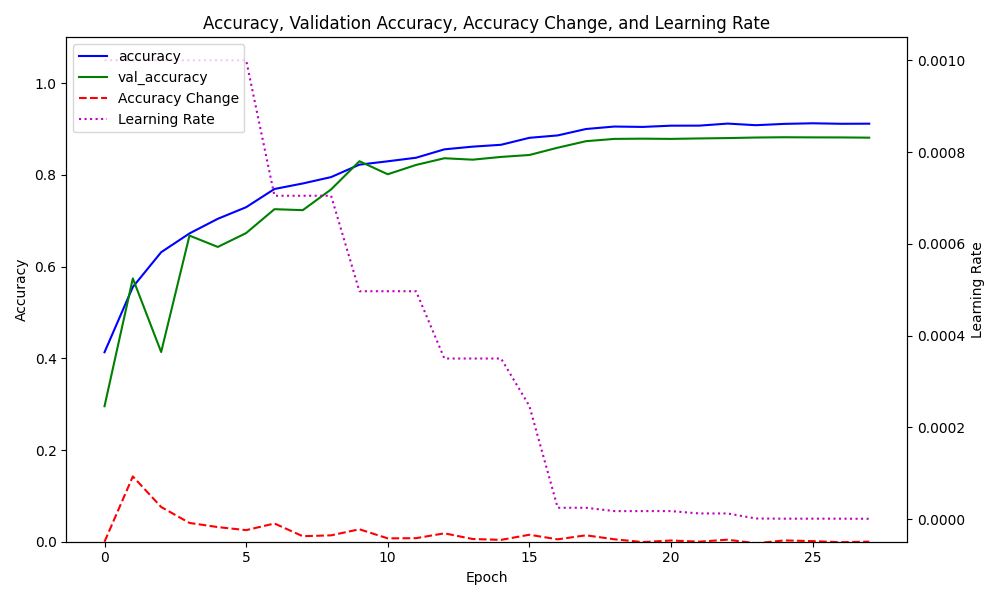 Accuracy, Validation Accuracy, Accuracy Change, and Learning Rate
accuracy
val_accuracy
Accuracy Change
Learning Rate
1.0
0.8
0.6
0.4
0.2
0.0
Accuracy
0.0010
0.0008
0.0006
0.0004
0.0002
0.0000
Learning Rate
0 5 10 15 20 25
Epoch